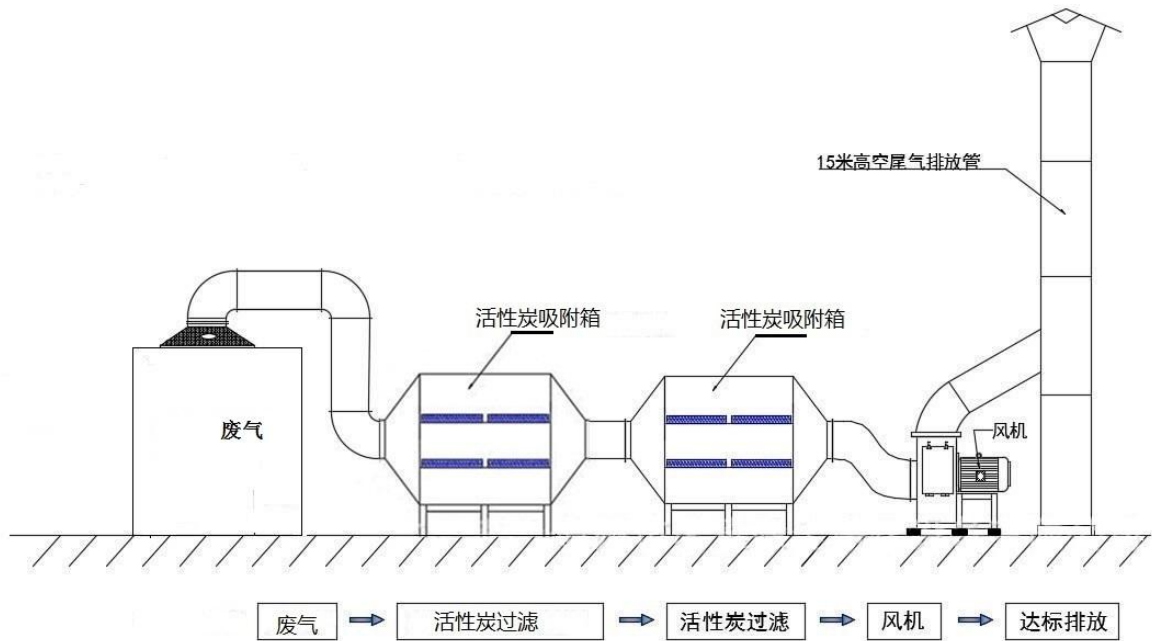 15米高空尾气排放管
活性炭吸附箱
活性炭吸附箱
废气
风机
废气
活性炭过滤
活性炭过滤
风机
达标排放